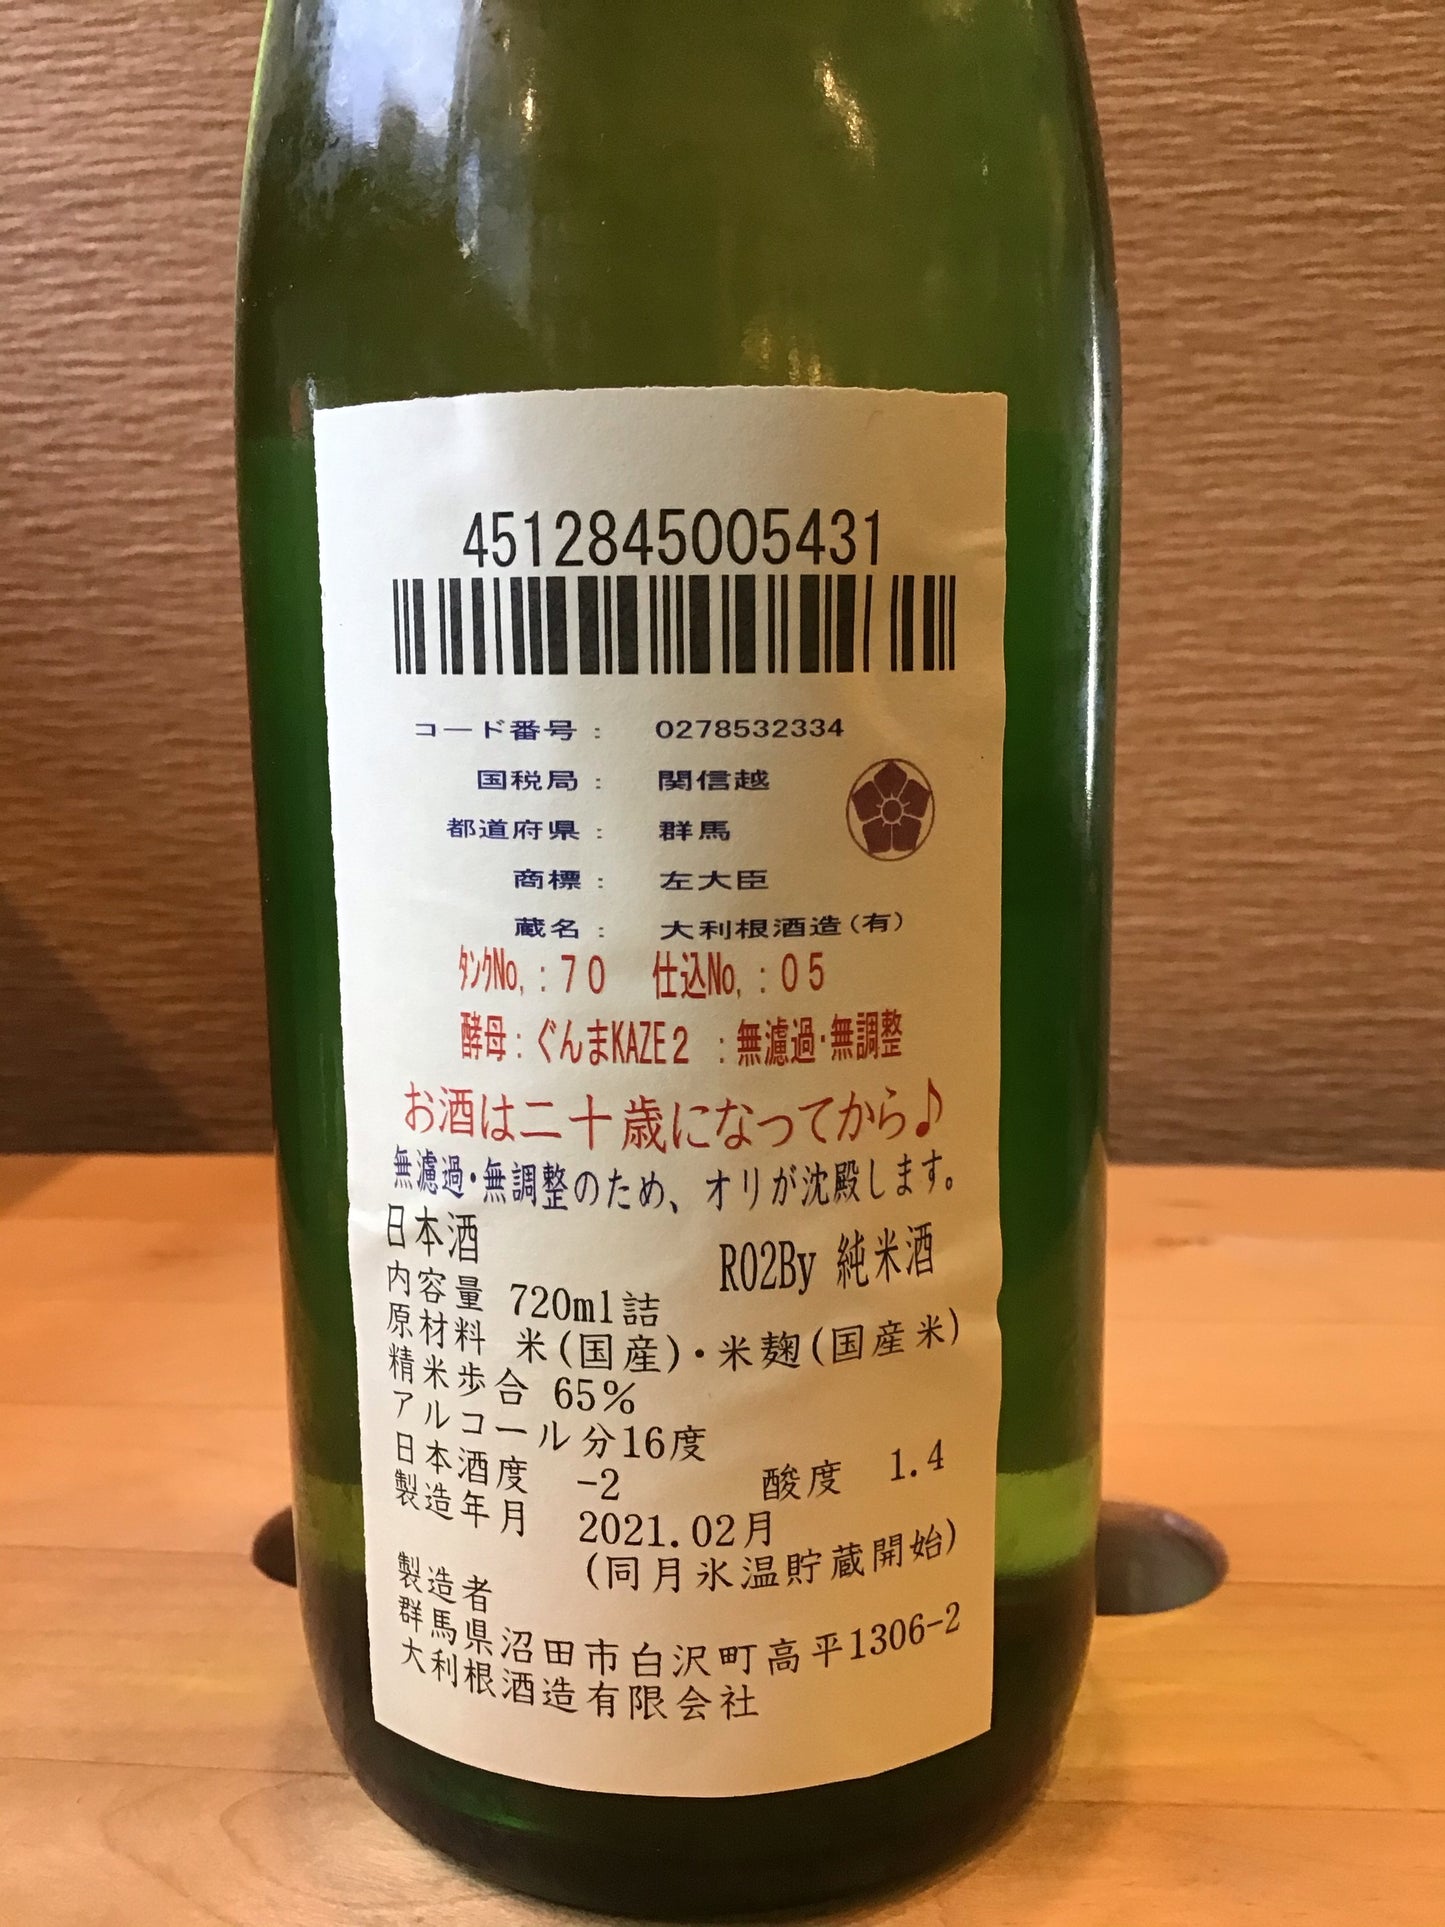 4512845005431
コード番号： 0278532334
国税局： 関信越
都道府県： 群馬
商標： 左大臣
蔵名： 大利根酒造(有)
ﾀﾝｸNo,：７０ 仕込No,：０５
酵母：ぐんまKAZE２ ：無濾過･無調整
お酒は二十歳になってから♪
無濾過･無調整のため、オリが沈殿します。
日本酒 R02By 純米酒
内容量 720ml詰
原材料 米(国産)・米麹(国産米)
精米歩合 65%
アルコール分16度
日本酒度 -2 酸度 1.4
製造年月 2021.02月
(同月氷温貯蔵開始)
製造者
群馬県沼田市白沢町高平1306-2
大利根酒造有限会社